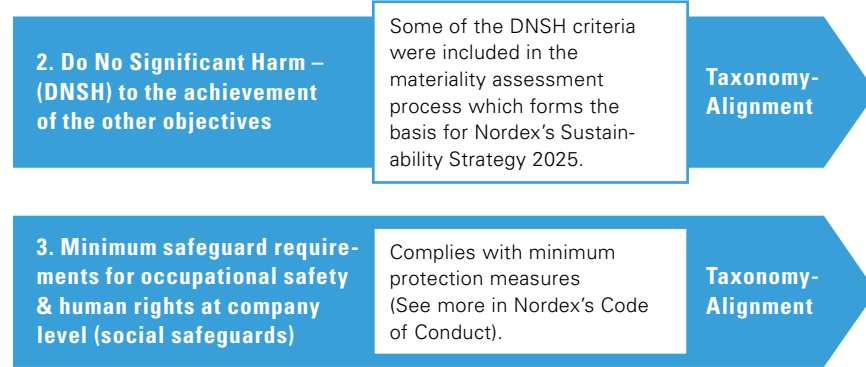 2. Do No Significant Harm –
(DNSH) to the achievement
of the other objectives
Some of the DNSH criteria
were included in the
materiality assessment
process which forms the
basis for Nordex's Sustain-
ability Strategy 2025.
Taxonomy-
Alignment
3. Minimum safeguard require-
ments for occupational safety
& human rights at company
level (social safeguards)
Complies with minimum
protection measures
(See more in Nordex's Code
of Conduct).
Taxonomy-
Alignment